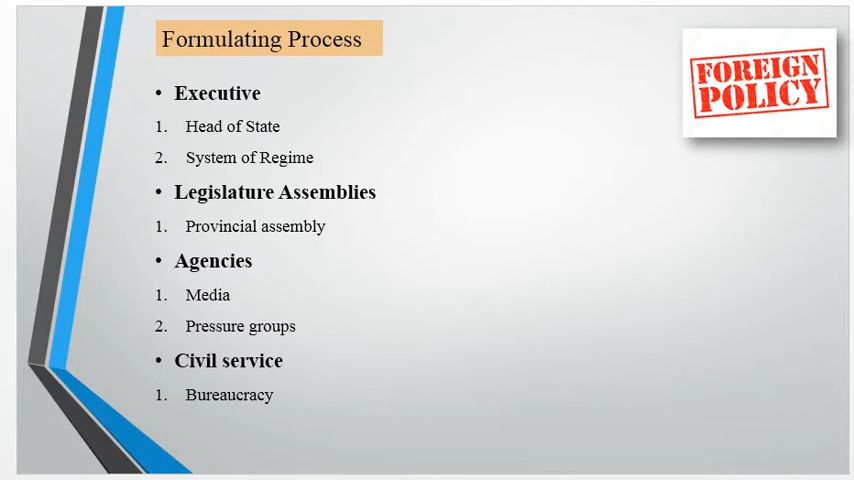 Formulating Process
FOREIGN
POLICY
• Executive
1. Head of State
2. System of Regime
• Legislature Assemblies
1. Provincial assembly
• Agencies
1. Media
2. Pressure groups
• Civil service
1. Bureaucracy